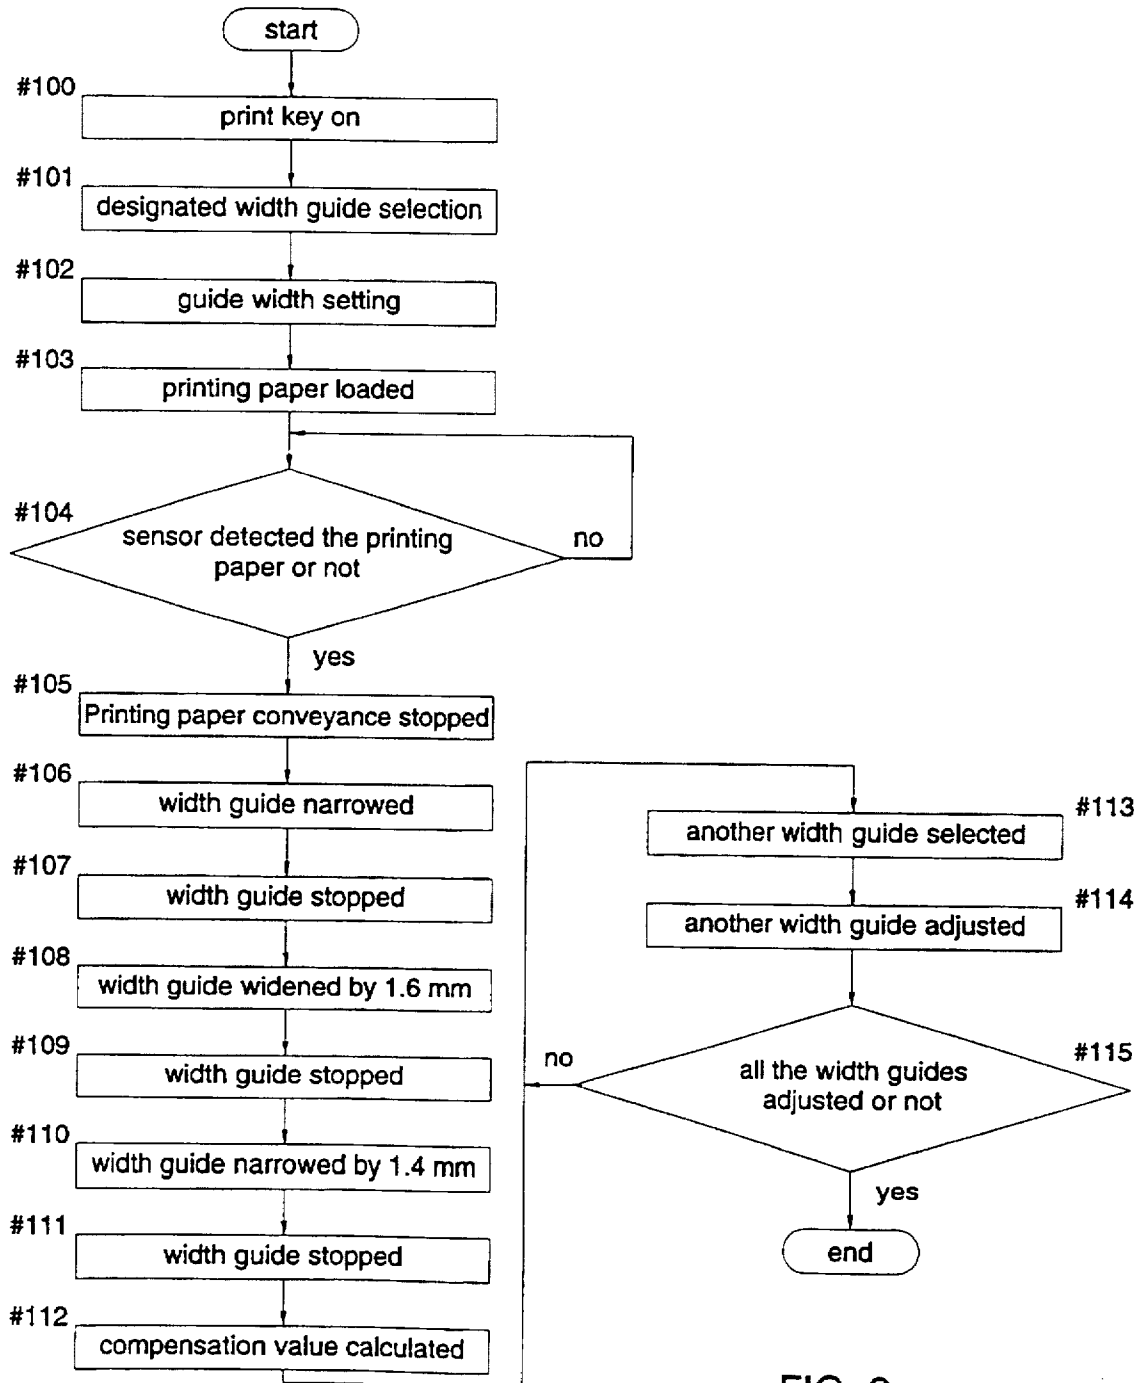 start
#100
print key on
#101
designated width guide selection
#102
guide width setting
#103
printing paper loaded
#104
sensor detected the printing
paper or not
no
yes
#105
Printing paper conveyance stopped
#106
width guide narrowed
#107
width guide stopped
#108
width guide widened by 1.6 mm
#109
width guide stopped
#110
width guide narrowed by 1.4 mm
#111
width guide stopped
#112
compensation value calculated
#113
another width guide selected
#114
another width guide adjusted
#115
all the width guides
adjusted or not
no
yes
end